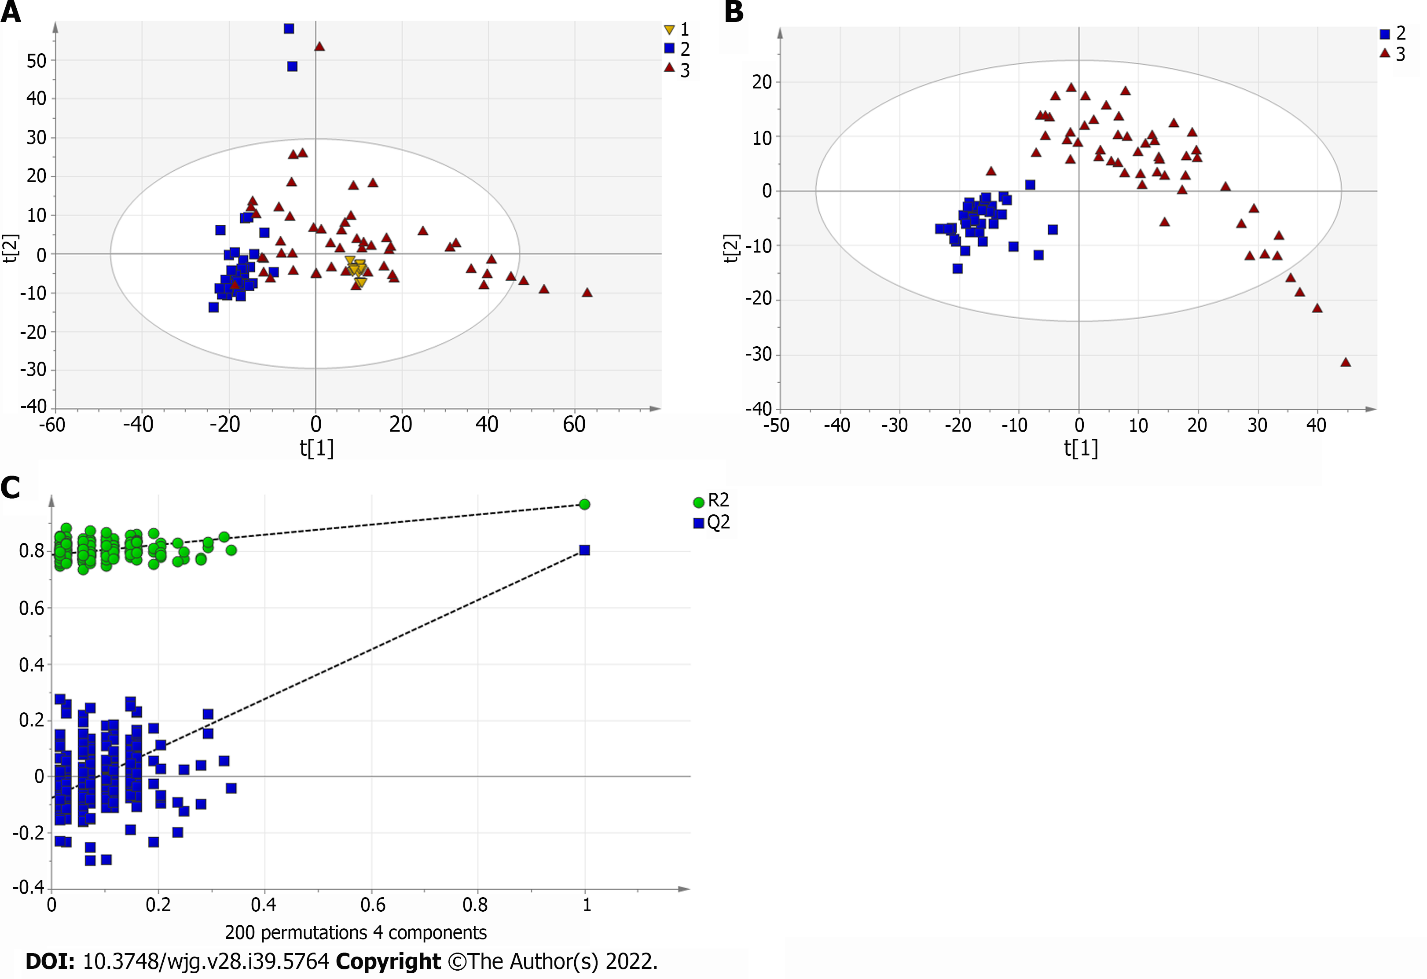 A
1
2
3
50
40
30
20
10
0
-10
-20
-30
-40
t[2]
-60 -40 -20 0 20 40 60
t[1]
B
2
3
20
10
0
-10
-20
-30
-40
t[2]
-50 -40 -30 -20 -10 0 10 20 30 40
t[1]
C
R2
Q2
0.8
0.6
0.4
0.2
0
-0.2
-0.4
0 0.2 0.4 0.6 0.8 1
200 permutations 4 components
DOI: 10.3748/wjg.v28.i39.5764 Copyright ©The Author(s) 2022.